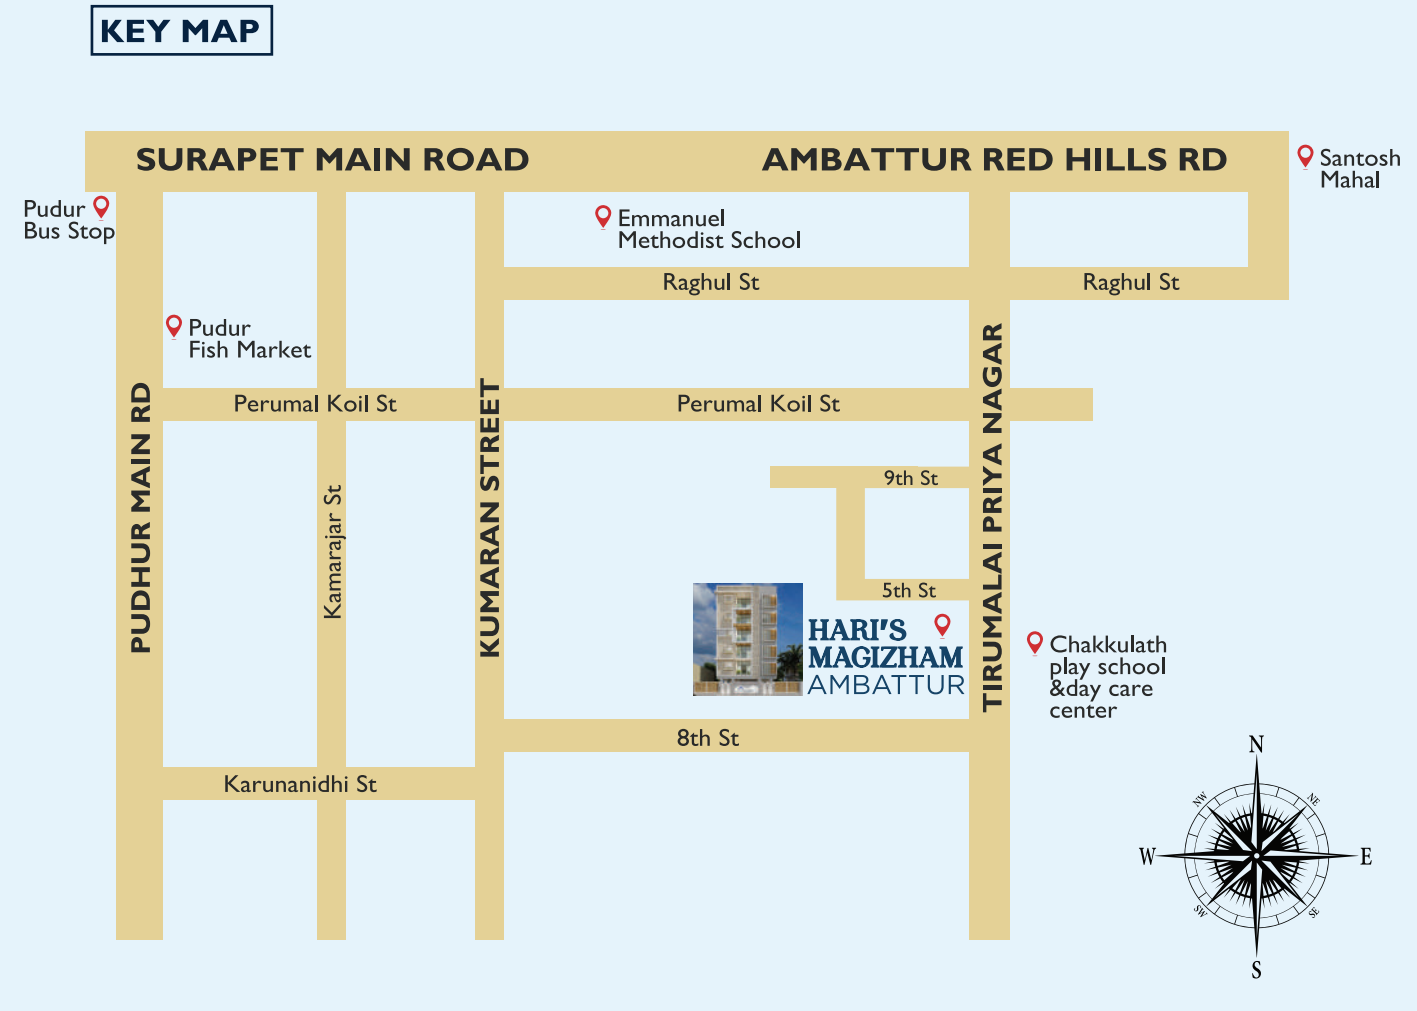 KEY MAP
SURAPET MAIN ROAD
AMBATTUR RED HILLS RD
Santosh
Mahal
Pudur
Bus Stop
Emmanuel
Methodist School
Raghul St
Raghul St
Pudur
Fish Market
Perumal Koil St
Perumal Koil St
PUDHUR MAIN RD
Kamarajar St
KUMARAN STREET
TIRUMALAI PRIYA NAGAR
9th St
5th St
HARI'S
MAGIZHAM
AMBATTUR
Chakkulath
play school
&day care
center
8th St
Karunanidhi St
N
NW
NE
W
E
SW
SE
S